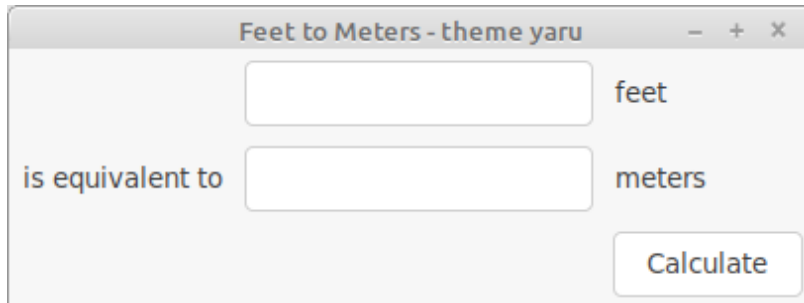 Feet to Meters - theme yaru
feet
is equivalent to meters
Calculate